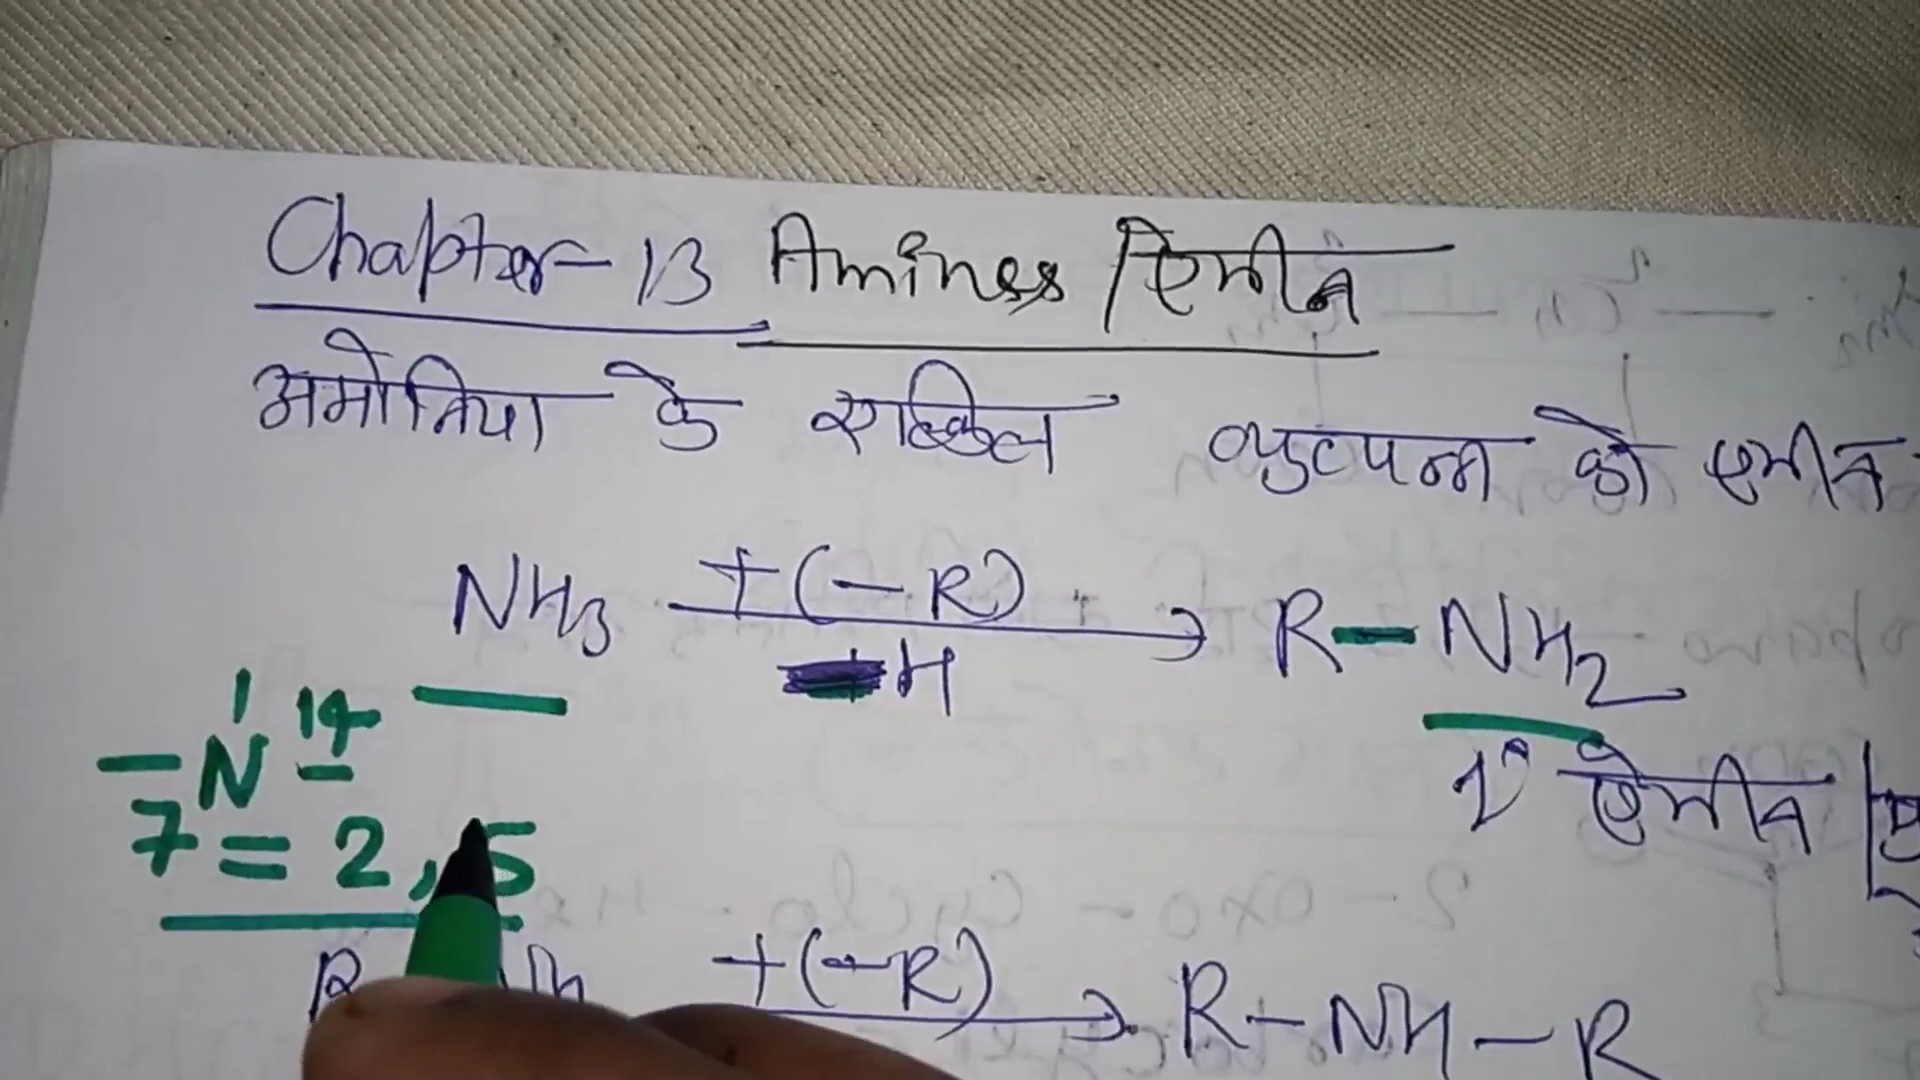 Chapter-13 Amines ऐमीन
अमोनिया के एल्किल व्युत्पन्न को एमीन
NH3 +(-R) → R-NH2
-H
-N 14
1° ऐमीन
7 = 2, 5
+(-R) → R-NH-R